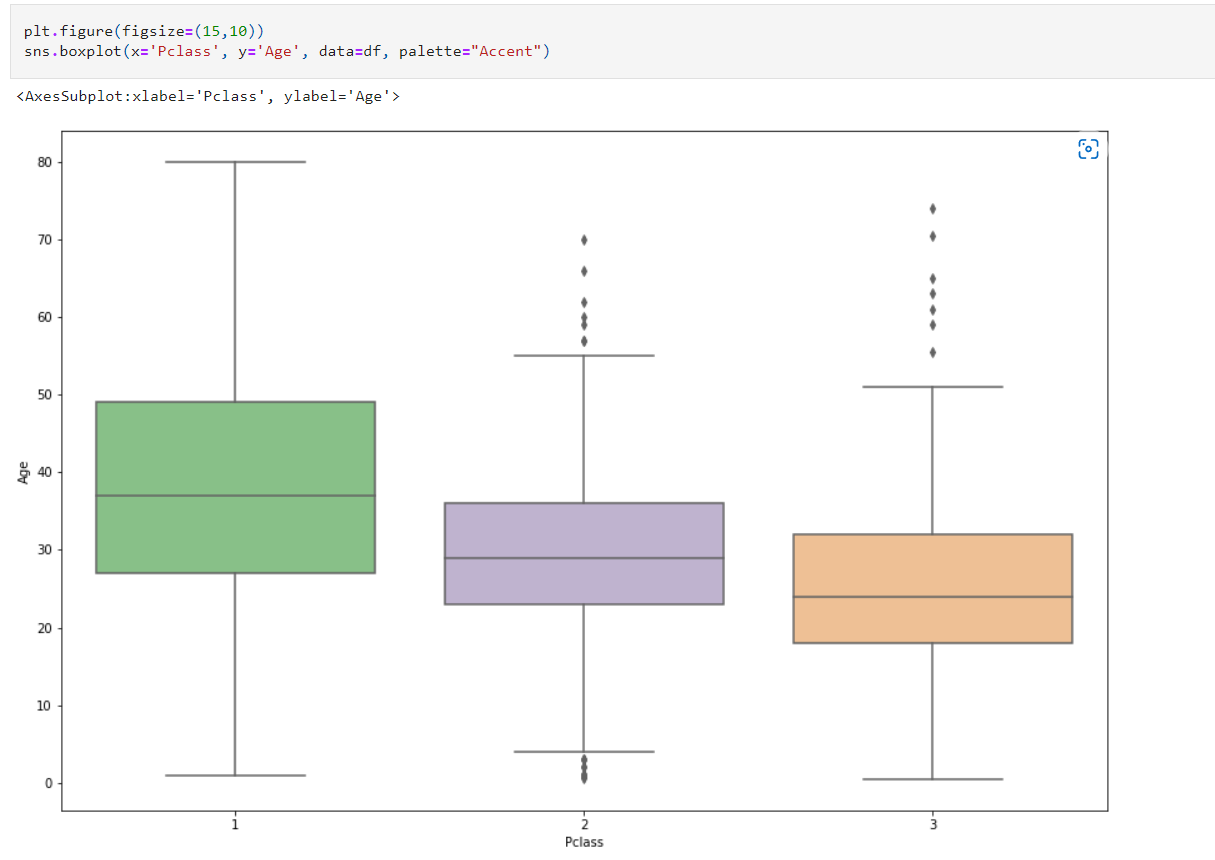 plt.figure(figsize=(15,10))
sns.boxplot(x='Pclass', y='Age', data=df, palette="Accent")
<AxesSubplot:xlabel='Pclass', ylabel='Age'>
80
70
60
50
40
30
20
10
0
Age
1 2 3
Pclass